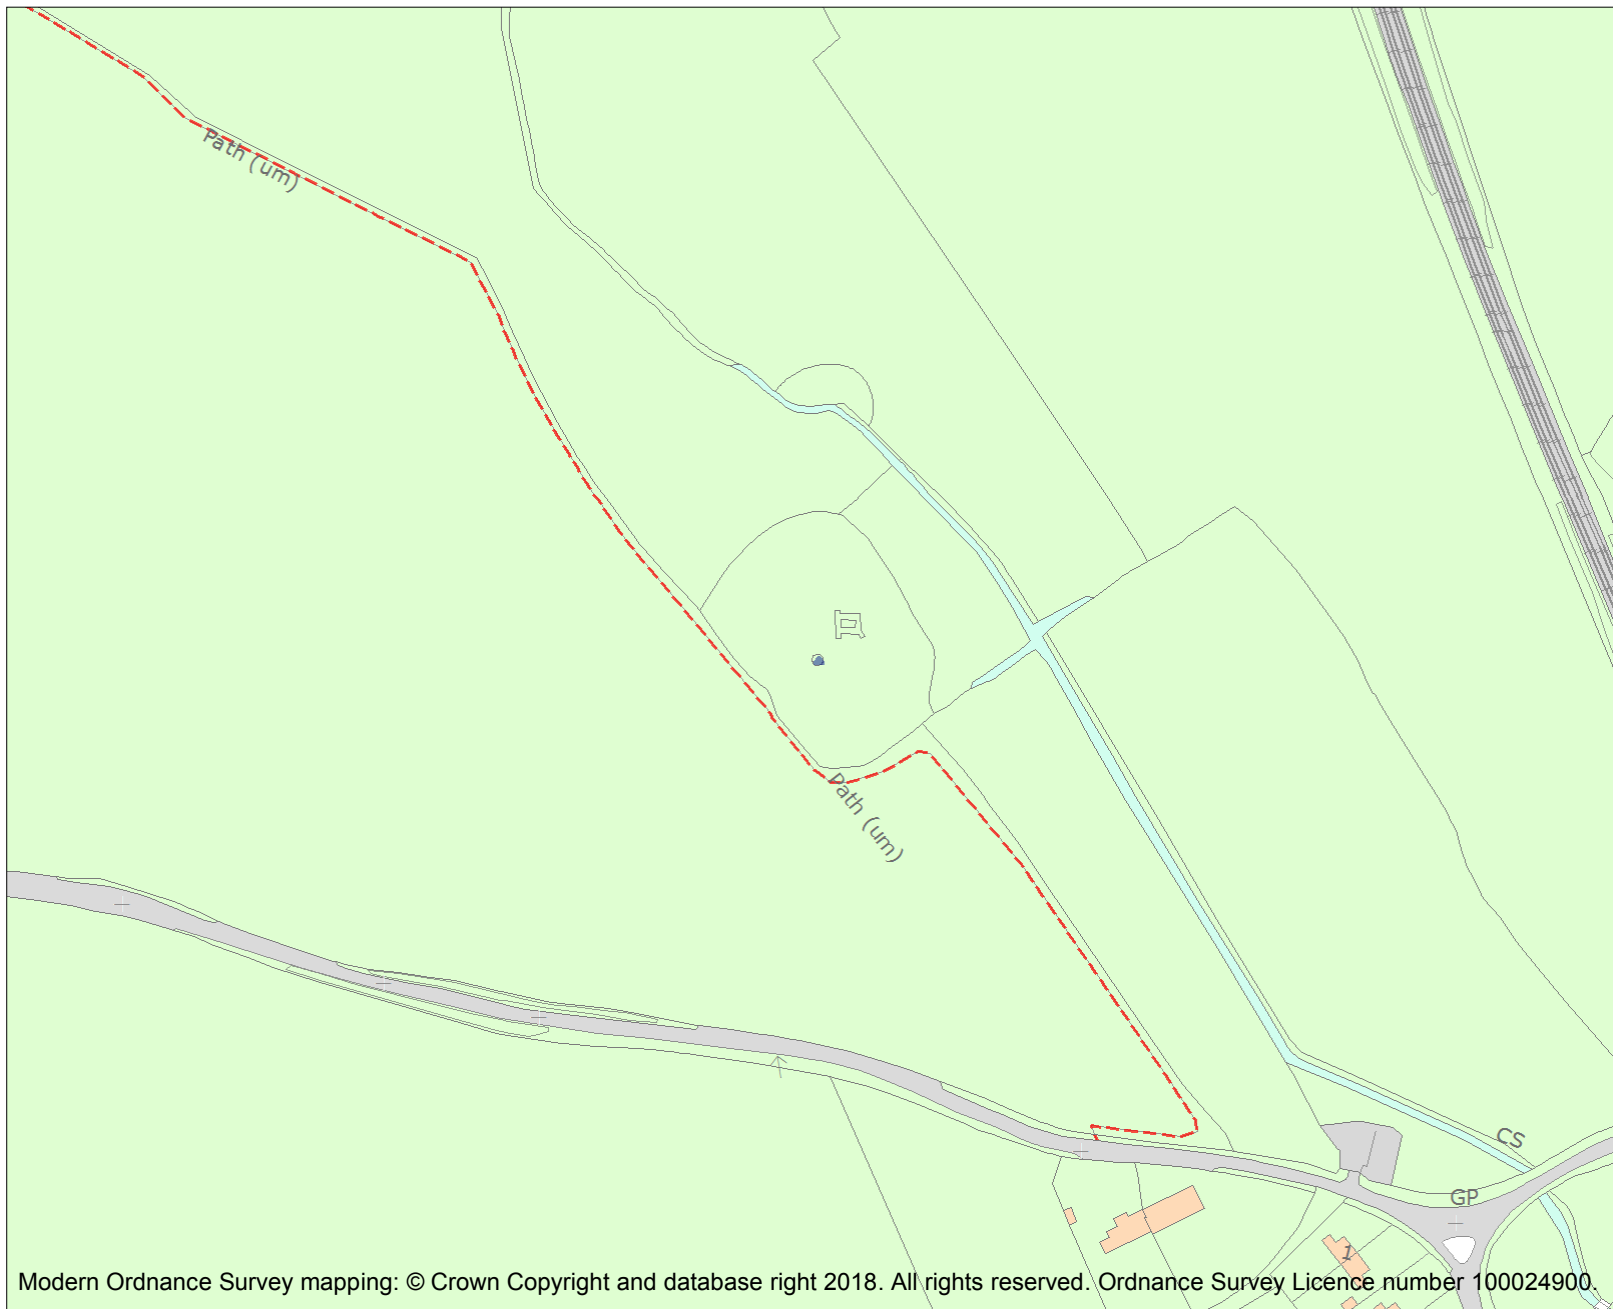 Path (um)
Path (um)
CS
GP
1
Modern Ordnance Survey mapping: © Crown Copyright and database right 2018. All rights reserved. Ordnance Survey Licence number 100024900.